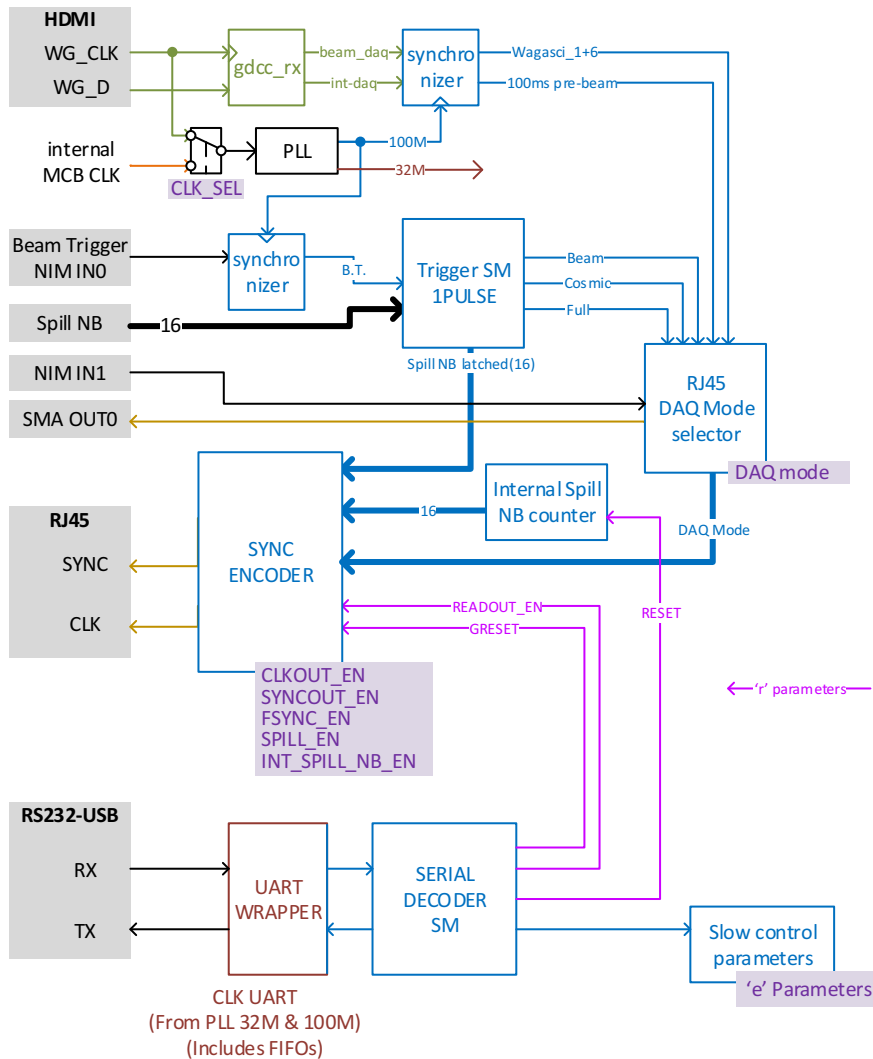 HDMI
WG_CLK
WG_D
gdcc_rx
beam_daq
int-daq
synchro
nizer
Wagasci_1+6
100ms pre-beam
internal
MCB CLK
CLK_SEL
PLL
100M
32M
Beam Trigger
NIM IN0
synchro
nizer
B.T.
Trigger SM
1PULSE
Beam
Cosmic
Full
Spill NB
16
Spill NB latched(16)
NIM IN1
SMA OUT0
RJ45
DAQ Mode
selector
DAQ mode
RJ45
SYNC
CLK
SYNC
ENCODER
16
Internal Spill
NB counter
DAQ Mode
READOUT_EN
GRESET
RESET
CLKOUT_EN
SYNCOUT_EN
FSYNC_EN
SPILL_EN
INT_SPILL_NB_EN
'r' parameters
RS232-USB
RX
TX
UART
WRAPPER
SERIAL
DECODER
SM
Slow control
parameters
'e' Parameters
CLK UART
(From PLL 32M & 100M)
(Includes FIFOs)